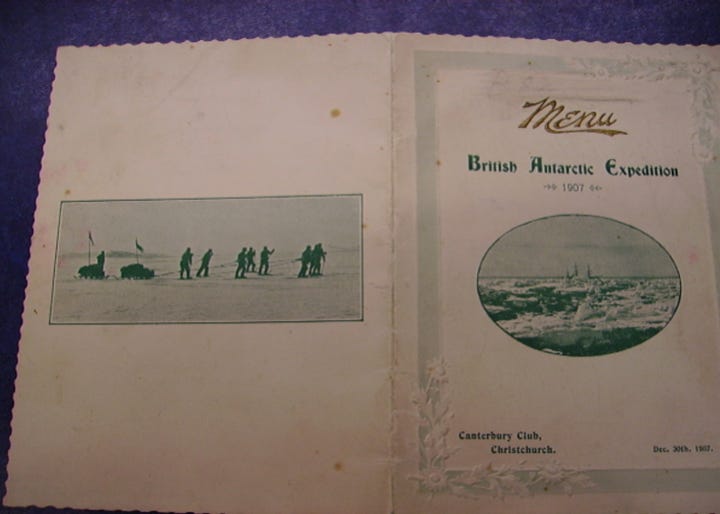 Menu
British Antarctic Expedition
1907
Canterbury Club,
Christchurch.
Dec. 30th, 1907.